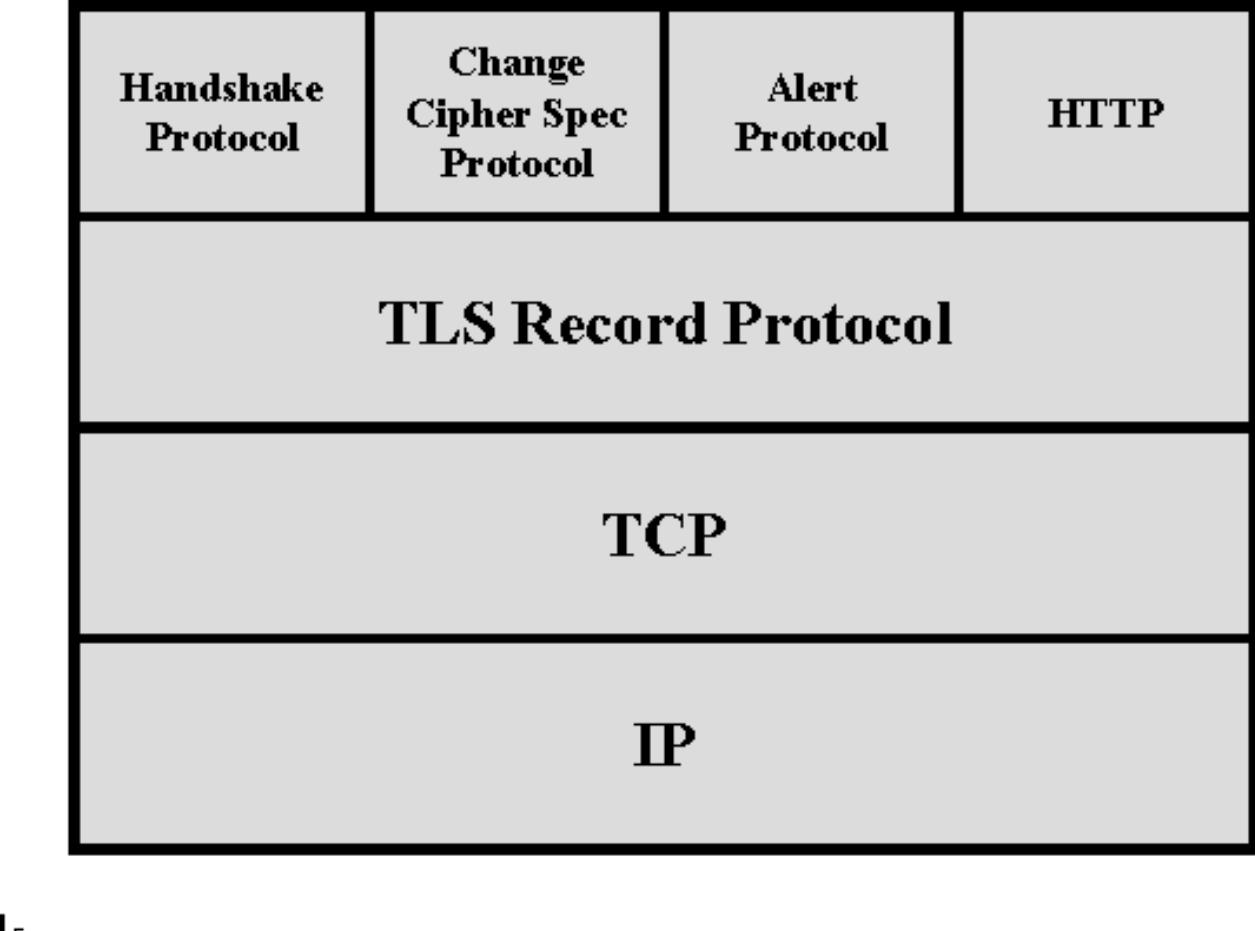 Handshake
Protocol
Change
Cipher Spec
Protocol
Alert
Protocol
HTTP
TLS Record Protocol
TCP
IP